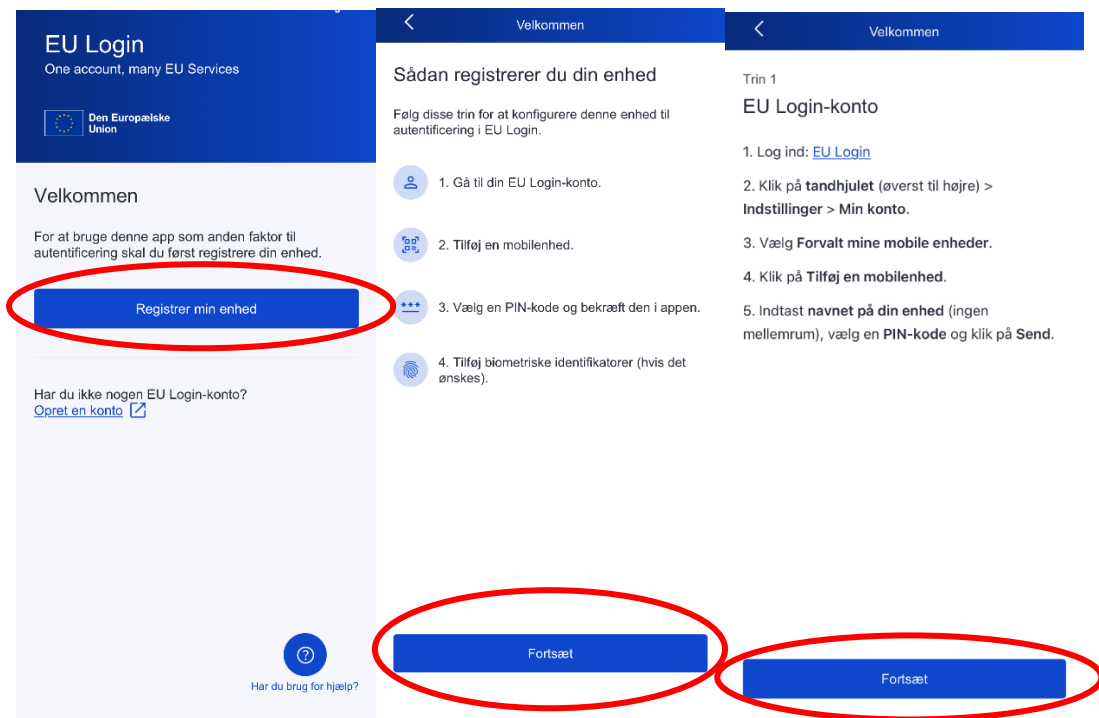 EU Login
One account, many EU Services
Den Europæiske
Union
Velkommen
For at bruge denne app som anden faktor til
autentificering skal du først registrere din enhed.
Registrer min enhed
Har du ikke nogen EU Login-konto?
Opret en konto
Har du brug for hjælp?
Velkommen
Sådan registrerer du din enhed
Følg disse trin for at konfigurere denne enhed til
autentificering i EU Login.
1. Gå til din EU Login-konto.
2. Tilføj en mobilenhed.
3. Vælg en PIN-kode og bekræft den i appen.
4. Tilføj biometriske identifikatorer (hvis det
ønskes).
Fortsæt
Velkommen
Trin 1
EU Login-konto
1. Log ind: EU Login
2. Klik på tandhjulet (øverst til højre) >
Indstillinger > Min konto.
3. Vælg Forvalt mine mobile enheder.
4. Klik på Tilføj en mobilenhed.
5. Indtast navnet på din enhed (ingen
mellemrum), vælg en PIN-kode og klik på Send.
Fortsæt